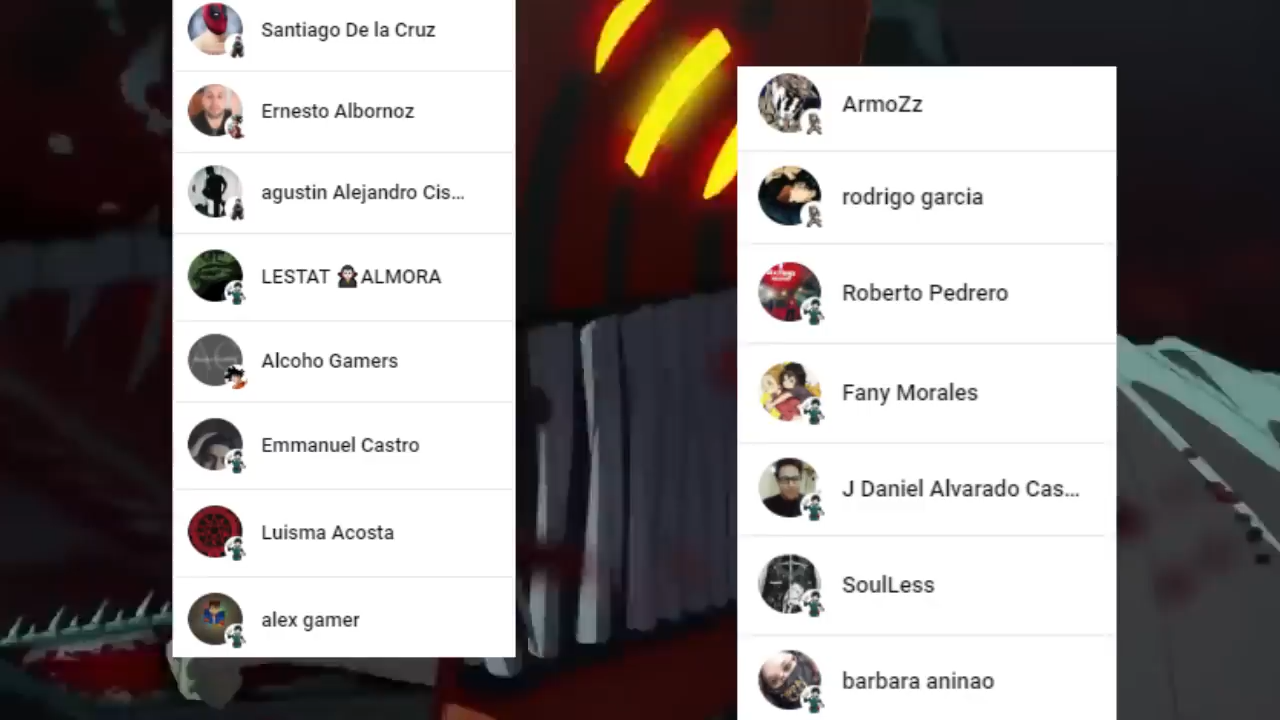 Santiago De la Cruz
Ernesto Albornoz
agustin Alejandro Cis...
LESTAT 🧛🏻‍♂️ALMORA
Alcoho Gamers
Emmanuel Castro
Luisma Acosta
alex gamer
ArmoZz
rodrigo garcia
Roberto Pedrero
Fany Morales
J Daniel Alvarado Cas...
SoulLess
barbara aninao